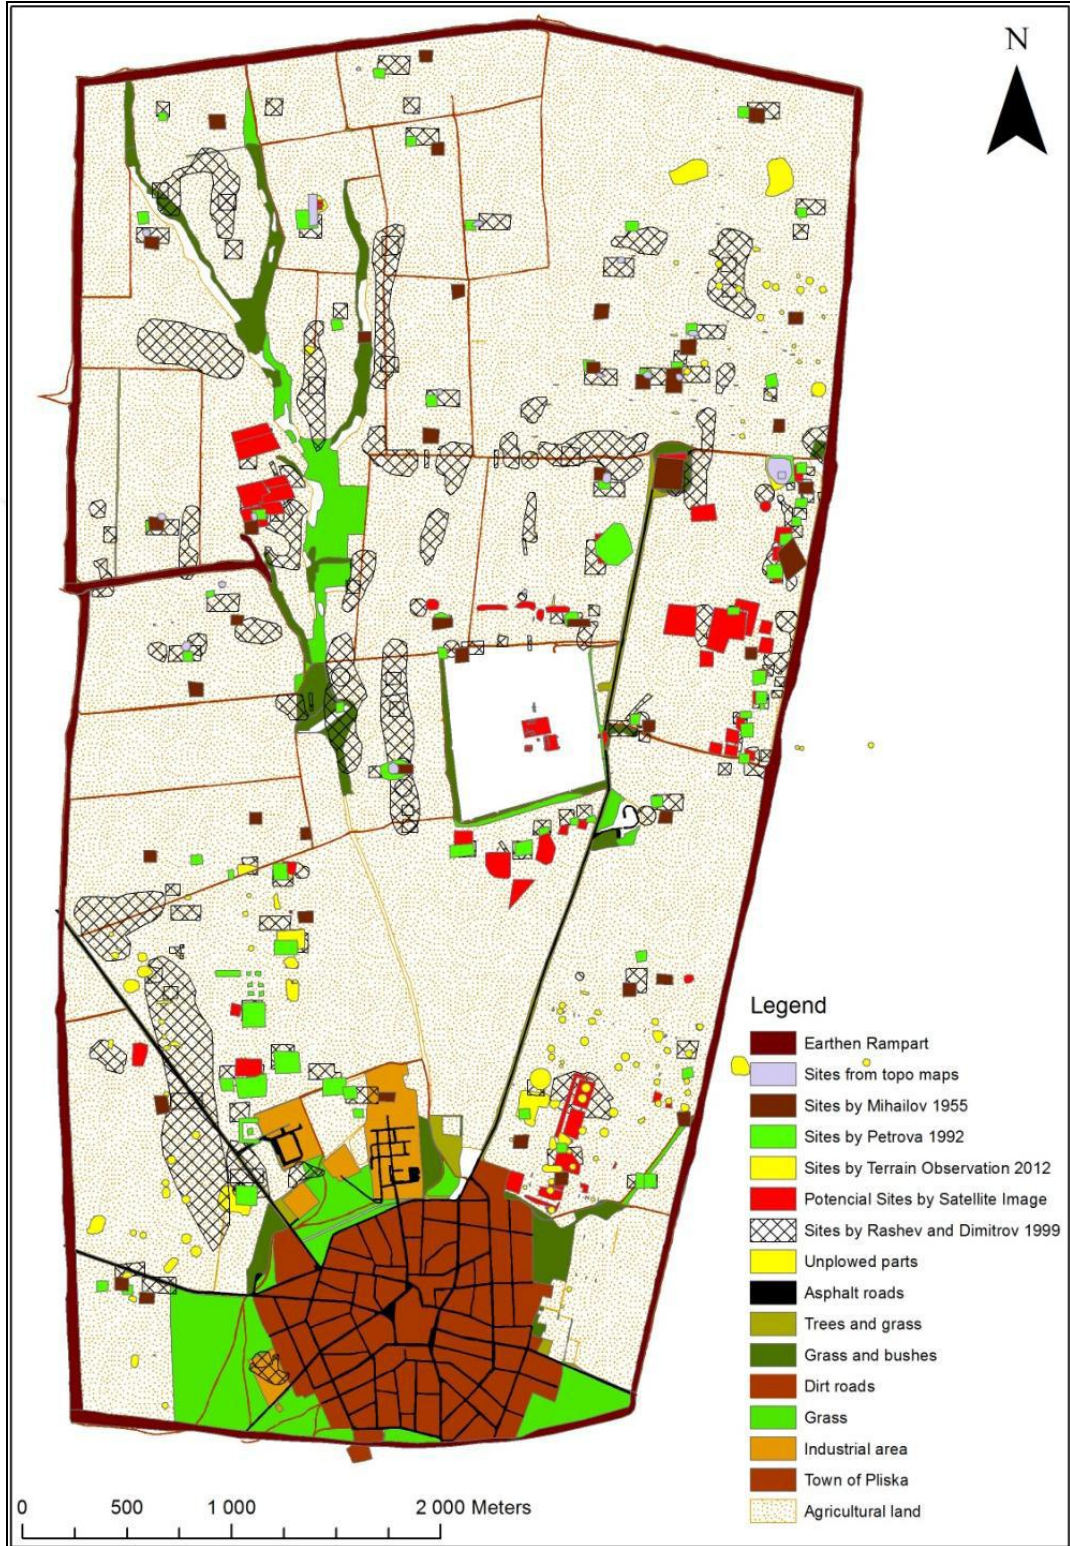 N
Legend
Earthen Rampart
Sites from topo maps
Sites by Mihailov 1955
Sites by Petrova 1992
Sites by Terrain Observation 2012
Potencial Sites by Satellite Image
Sites by Rashev and Dimitrov 1999
Unplowed parts
Asphalt roads
Trees and grass
Grass and bushes
Dirt roads
Grass
Industrial area
Town of Pliska
Agricultural land
0 500 1 000 2 000 Meters